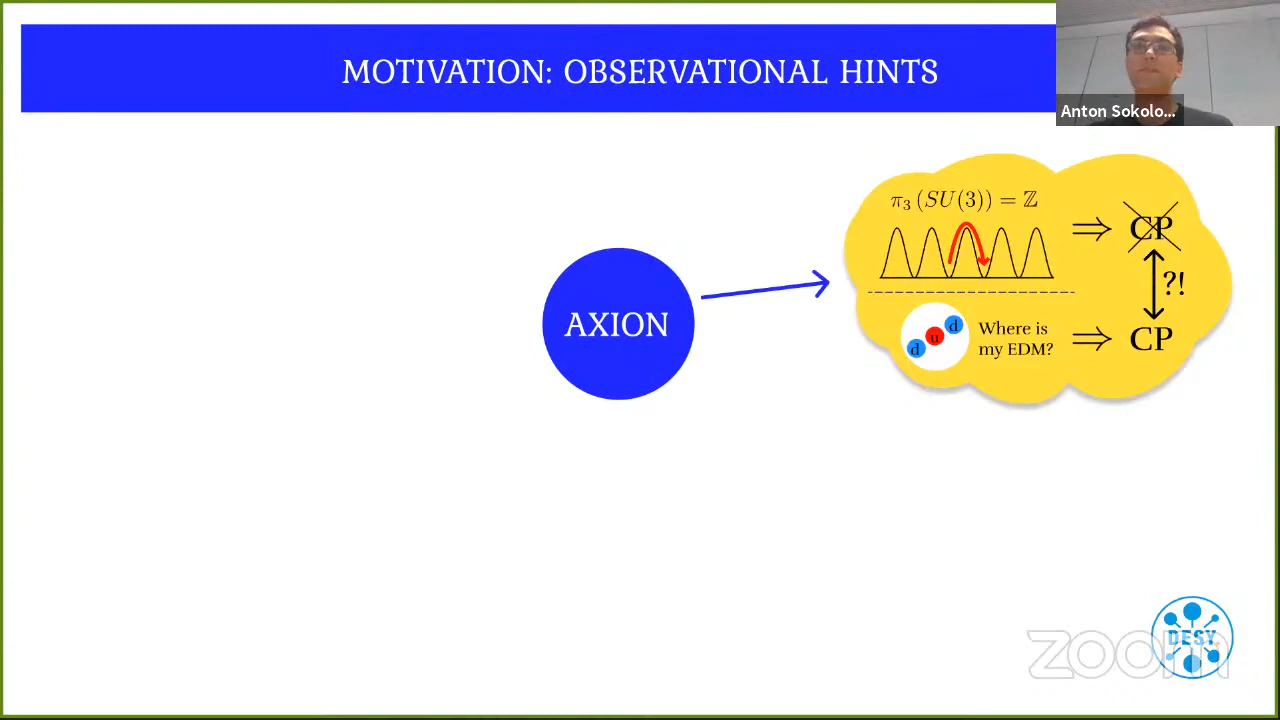 MOTIVATION: OBSERVATIONAL HINTS
Anton Sokolo...
π₃ (SU(3)) = ℤ
⇒ CP
?!
AXION
d u d
Where is
my EDM?
⇒ CP
DESY.
zoom